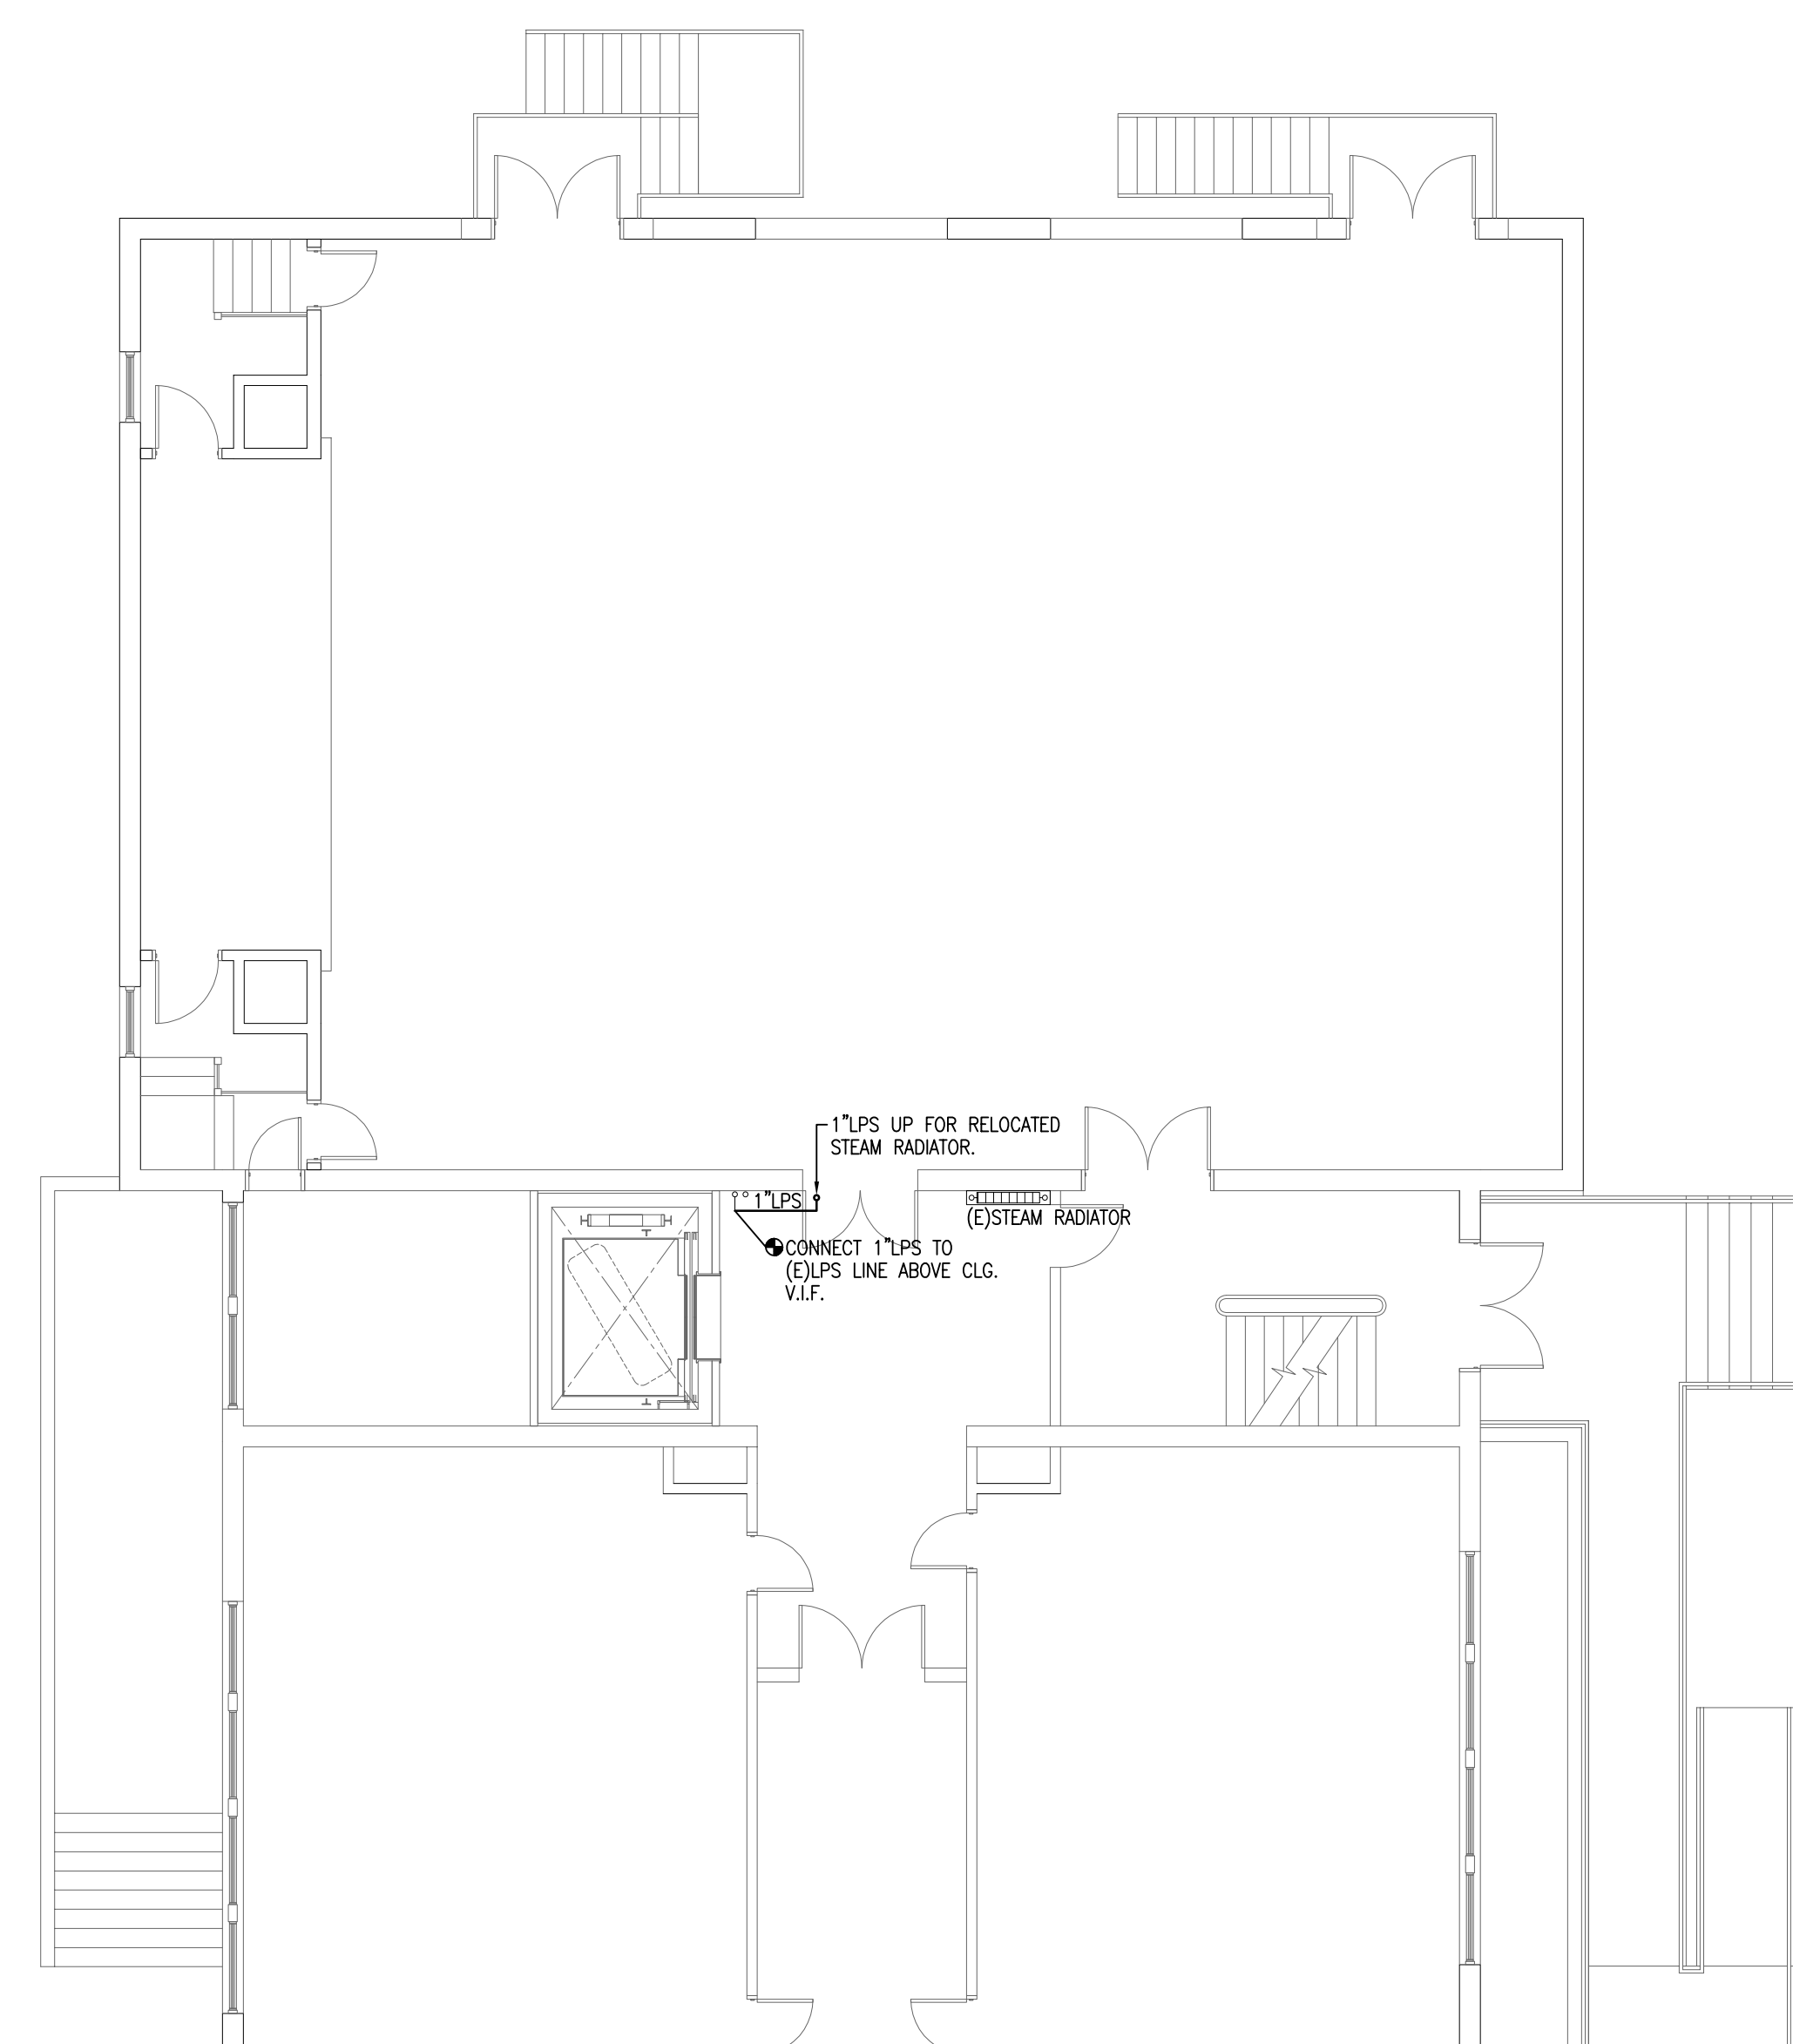 1"LPS UP FOR RELOCATED
STEAM RADIATOR.
1"LPS
(E)STEAM RADIATOR
CONNECT 1"LPS TO
(E)LPS LINE ABOVE CLG.
V.I.F.